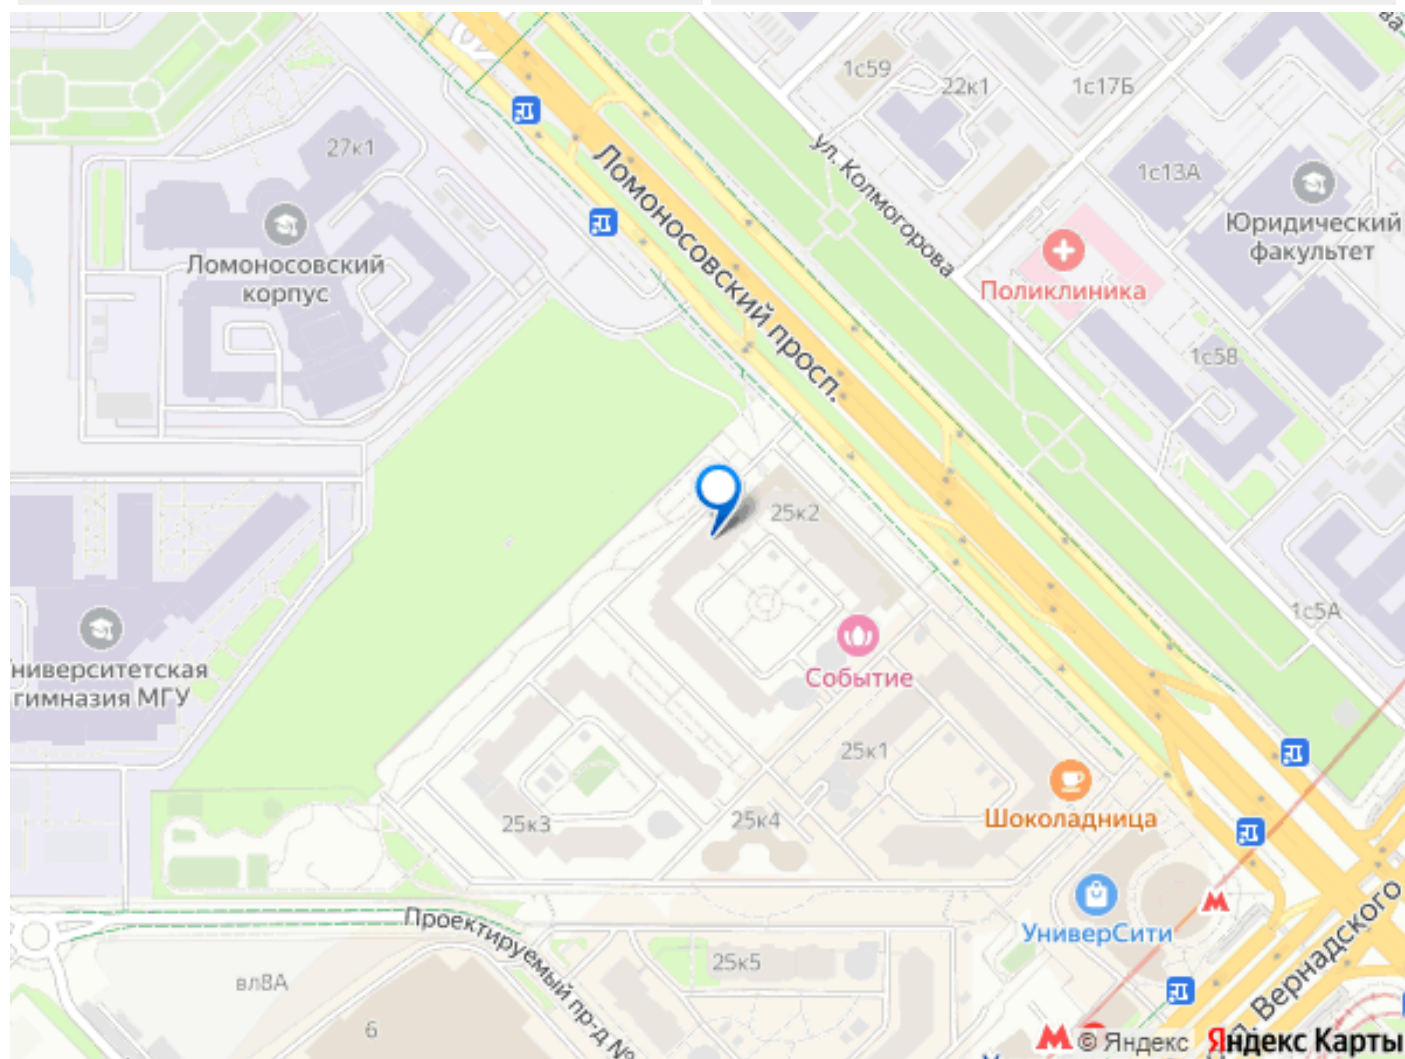 1с59
22к1
1с17Б
27к1
ул. Колмогорова
1с13А
Юридический
факультет
Ломоносовский просп.
Ломоносовский
корпус
Поликлиника
1с58
25к2
1с5А
ниверситетская
гимназия МГУ
Событие
25к1
25к3
25к4
Шоколадница
УниверСити
Проектируемый пр-д №
25к5
вл8А
6
Вернадского
© Яндекс
Яндекс Карты